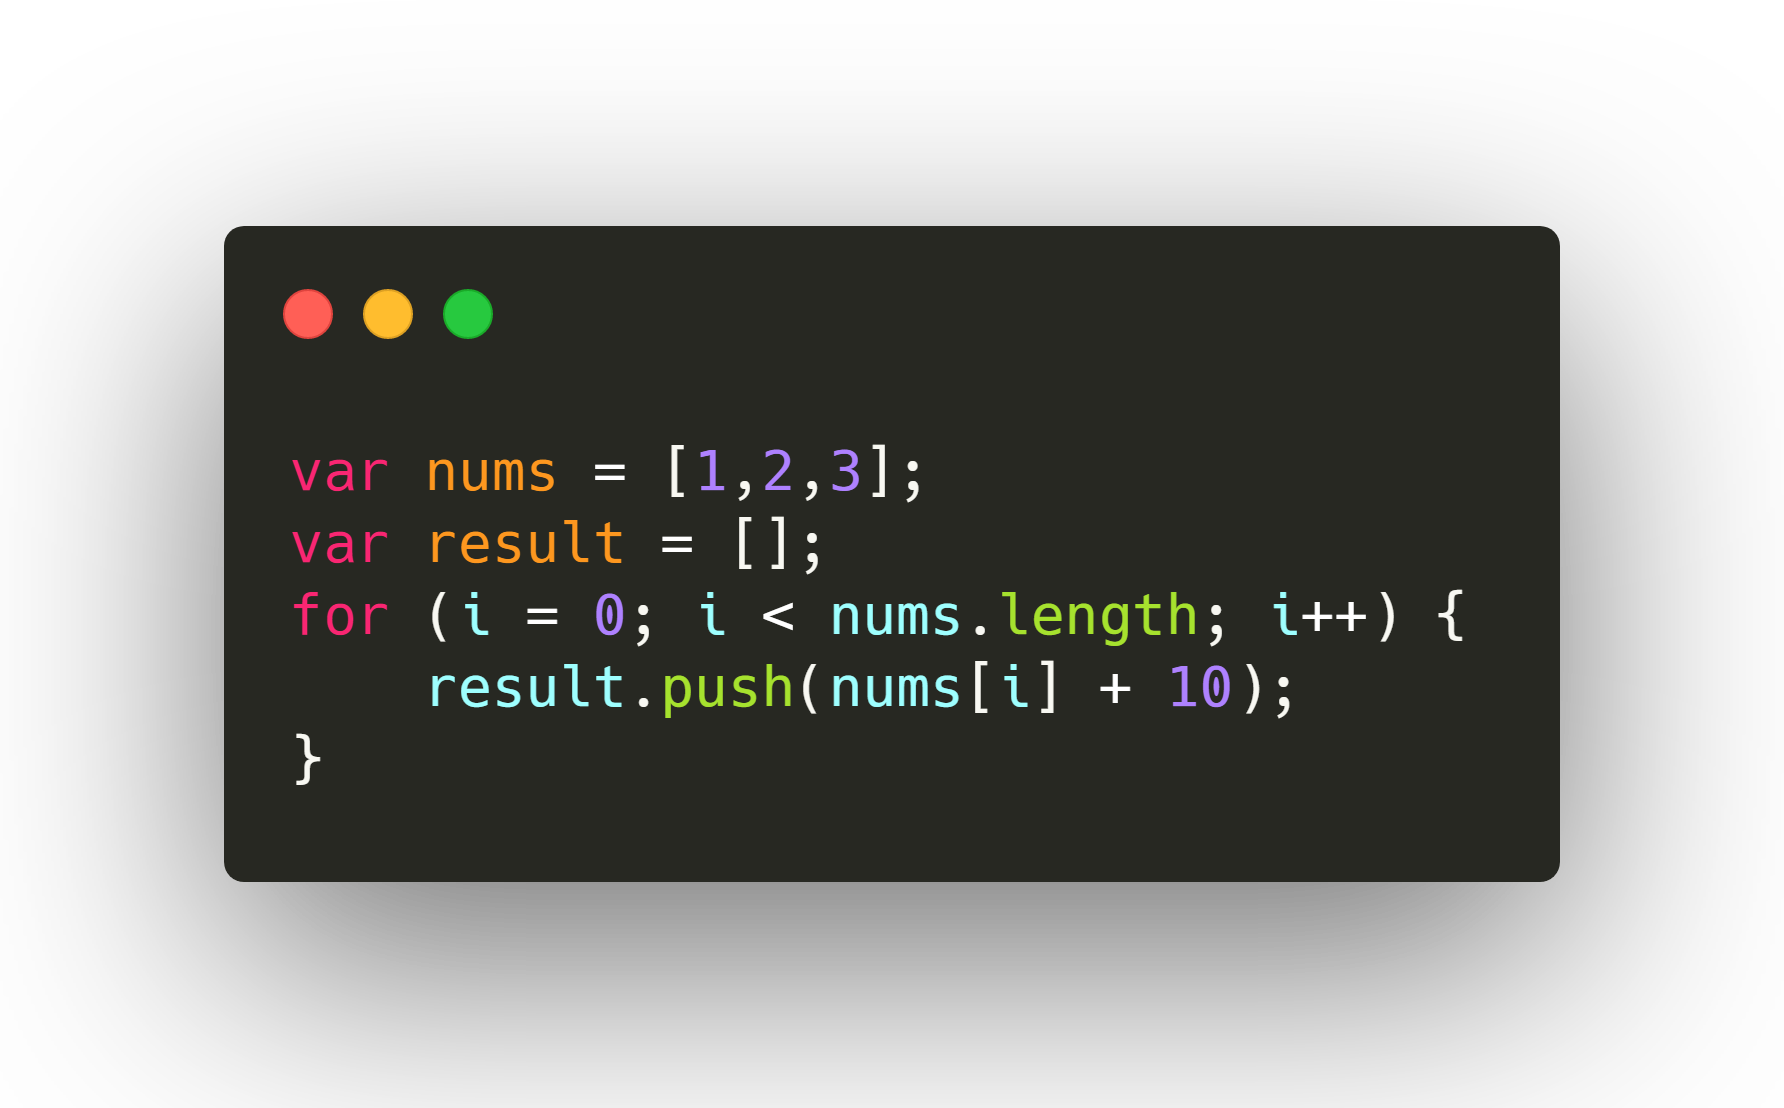 var nums = [1,2,3];
var result = [];
for (i = 0; i < nums.length; i++) {
    result.push(nums[i] + 10);
}